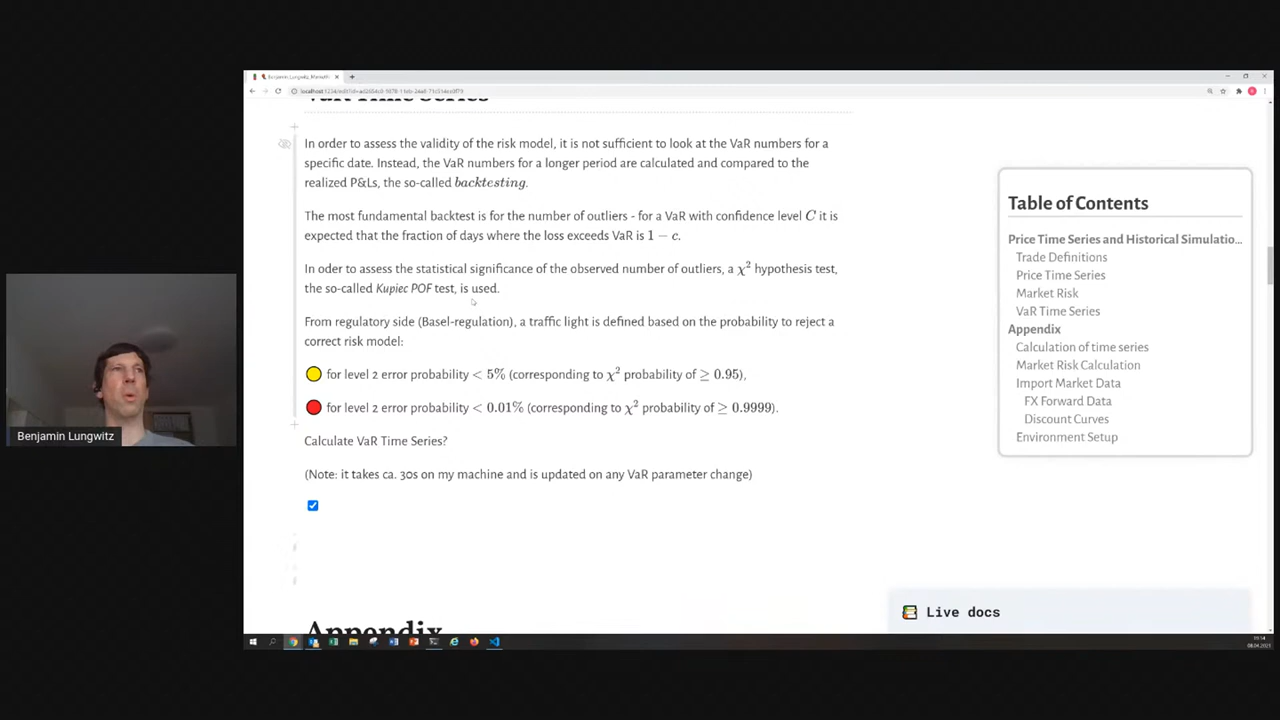 Benjamin Lungwitz, MarketRi
VaR Time Series
In order to assess the validity of the risk model, it is not sufficient to look at the VaR numbers for a
specific date. Instead, the VaR numbers for a longer period are calculated and compared to the
realized P&Ls, the so-called backtesting.
The most fundamental backtest is for the number of outliers - for a VaR with confidence level C it is
expected that the fraction of days where the loss exceeds VaR is 1 − c.
In oder to assess the statistical significance of the observed number of outliers, a χ² hypothesis test,
the so-called Kupiec POF test, is used.
From regulatory side (Basel-regulation), a traffic light is defined based on the probability to reject a
correct risk model:
for level 2 error probability < 5% (corresponding to χ² probability of ≥ 0.95),
for level 2 error probability < 0.01% (corresponding to χ² probability of ≥ 0.9999).
Calculate VaR Time Series?
(Note: it takes ca. 30s on my machine and is updated on any VaR parameter change)
Appendix
Table of Contents
Price Time Series and Historical Simulatio...
Trade Definitions
Price Time Series
Market Risk
VaR Time Series
Appendix
Calculation of time series
Market Risk Calculation
Import Market Data
FX Forward Data
Discount Curves
Environment Setup
Live docs
Benjamin Lungwitz
08.04.2021